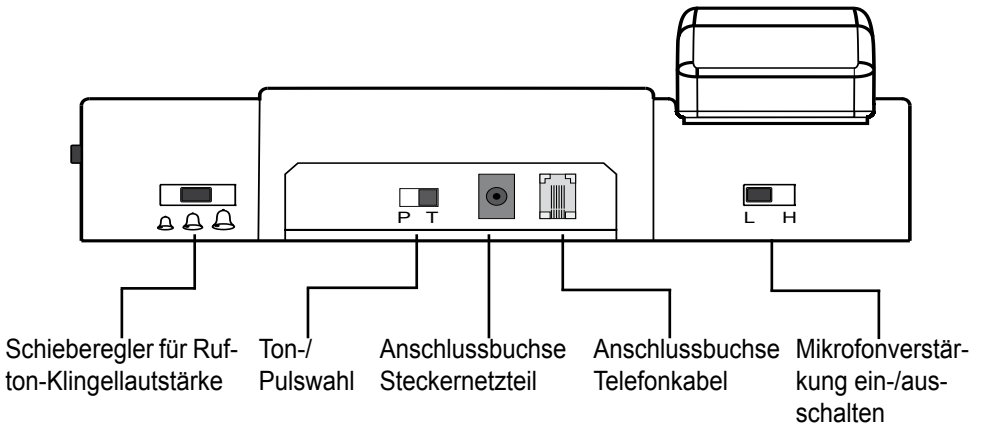 P T
L H
Schieberegler für Ruf-
ton-Klingellautstärke
Ton-/
Pulswahl
Anschlussbuchse
Steckernetzteil
Anschlussbuchse
Telefonkabel
Mikrofonverstär-
kung ein-/aus-
schalten